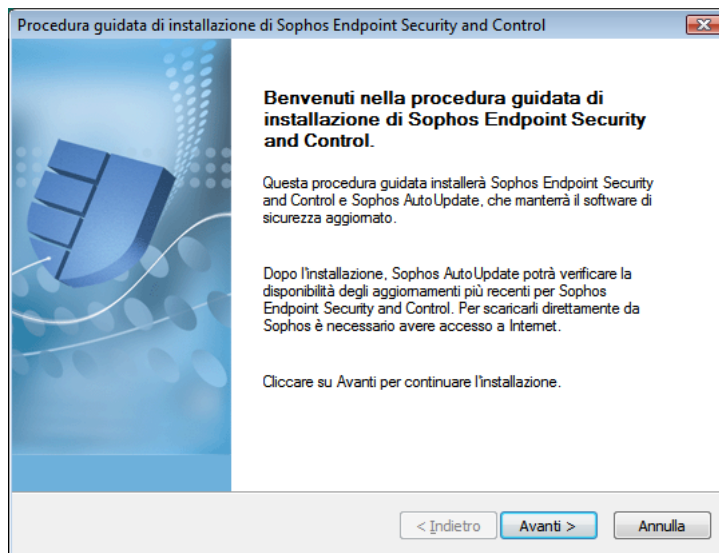 Procedura guidata di installazione di Sophos Endpoint Security and Control
Benvenuti nella procedura guidata di
installazione di Sophos Endpoint Security
and Control.
Questa procedura guidata installerà Sophos Endpoint Security
and Control e Sophos AutoUpdate, che manterrà il software di
sicurezza aggiornato.
Dopo l'installazione, Sophos AutoUpdate potrà verificare la
disponibilità degli aggiornamenti più recenti per Sophos
Endpoint Security and Control. Per scaricarli direttamente da
Sophos è necessario avere accesso a Internet.
Cliccare su Avanti per continuare l'installazione.
< Indietro
Avanti >
Annulla